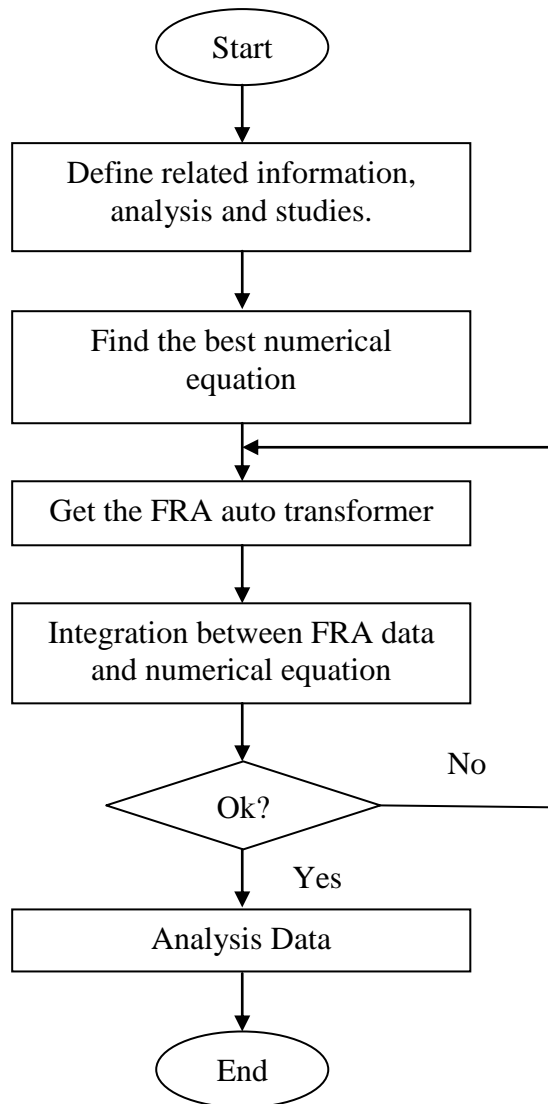 Start
Define related information,
analysis and studies.
Find the best numerical
equation
Get the FRA auto transformer
Integration between FRA data
and numerical equation
Ok?
No
Yes
Analysis Data
End